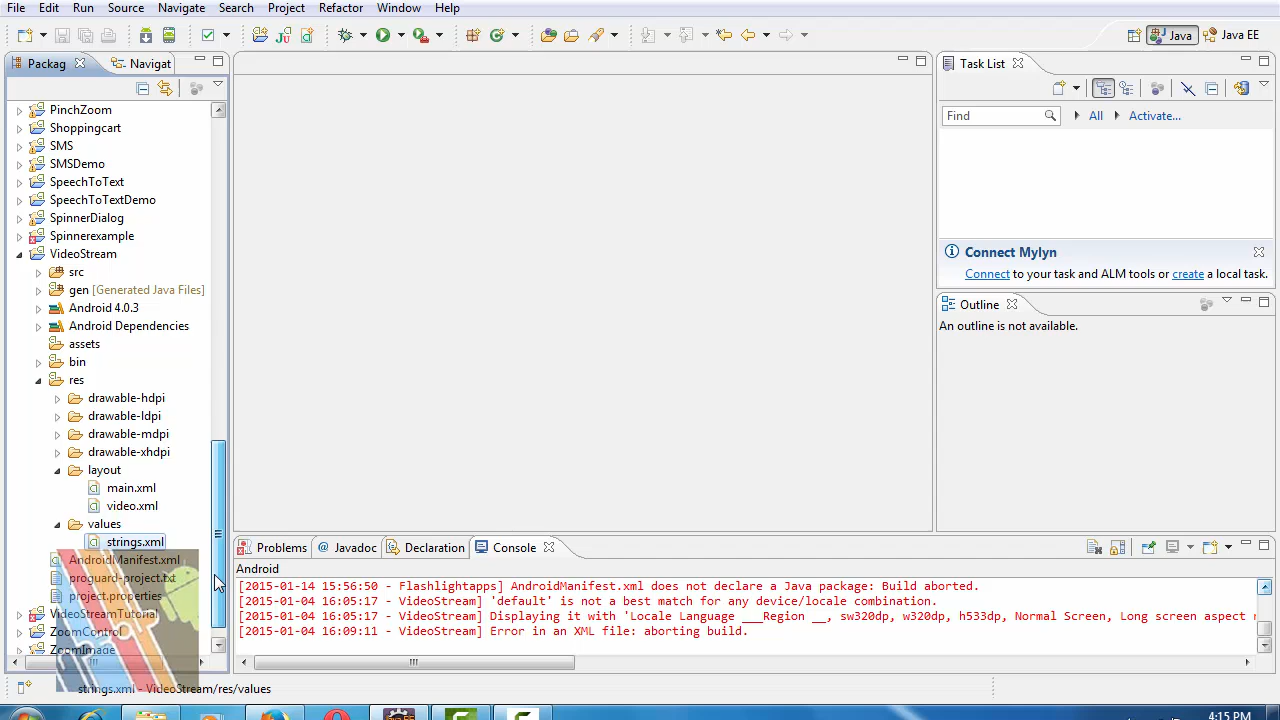 File Edit Run Source Navigate Search Project Refactor Window Help
Java Java EE
Packag Navigat
Task List
PinchZoom
Shoppingcart
SMS
SMSDemo
SpeechToText
SpeechToTextDemo
SpinnerDialog
Spinnerexample
VideoStream
src
gen [Generated Java Files]
Android 4.0.3
Android Dependencies
assets
bin
res
drawable-hdpi
drawable-ldpi
drawable-mdpi
drawable-xhdpi
layout
main.xml
video.xml
values
strings.xml
AndroidManifest.xml
proguard-project.txt
project.properties
VideoStreamTutorial
ZoomControl
ZoomImage
Find All Activate...
Connect Mylyn
Connect to your task and ALM tools or create a local task.
Outline
An outline is not available.
Problems Javadoc Declaration Console
Android
[2015-01-14 15:56:50 - Flashlightapps] AndroidManifest.xml does not declare a Java package: Build aborted.
[2015-01-04 16:05:17 - VideoStream] 'default' is not a best match for any device/locale combination.
[2015-01-04 16:05:17 - VideoStream] Displaying it with 'Locale Language ___Region __, sw320dp, w320dp, h533dp, Normal Screen, Long screen aspect r
[2015-01-04 16:09:11 - VideoStream] Error in an XML file: aborting build.
strings.xml - VideoStream/res/values
4:15 PM